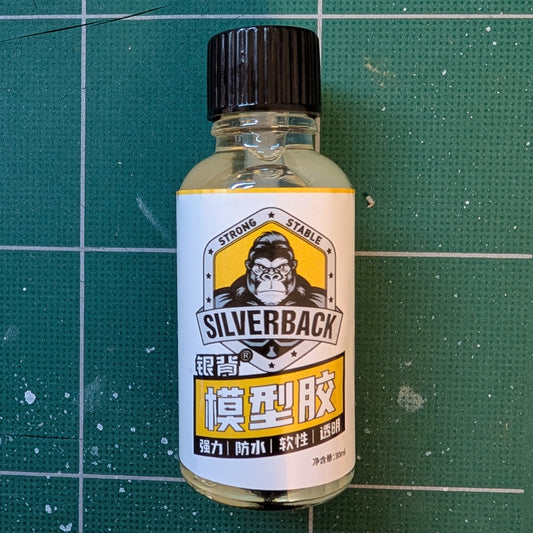 STRONG STABLE
SILVERBACK
银背®
模型胶
强力 | 防水 | 软性 | 透明
净含量:30ml